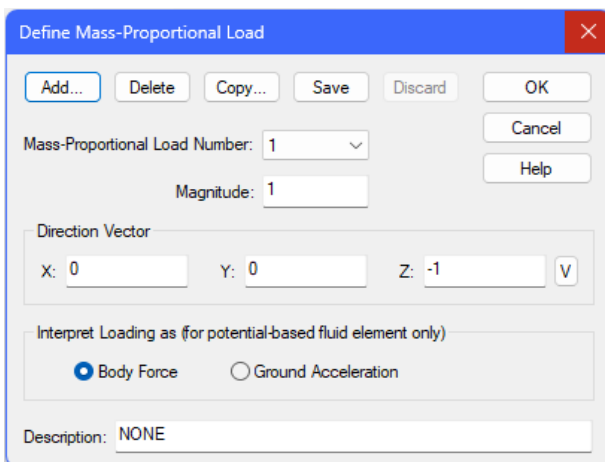 Define Mass-Proportional Load
Add... Delete Copy... Save Discard OK
Cancel
Mass-Proportional Load Number: 1
Help
Magnitude: 1
Direction Vector
X: 0 Y: 0 Z: -1 V
Interpret Loading as (for potential-based fluid element only)
Body Force Ground Acceleration
Description: NONE